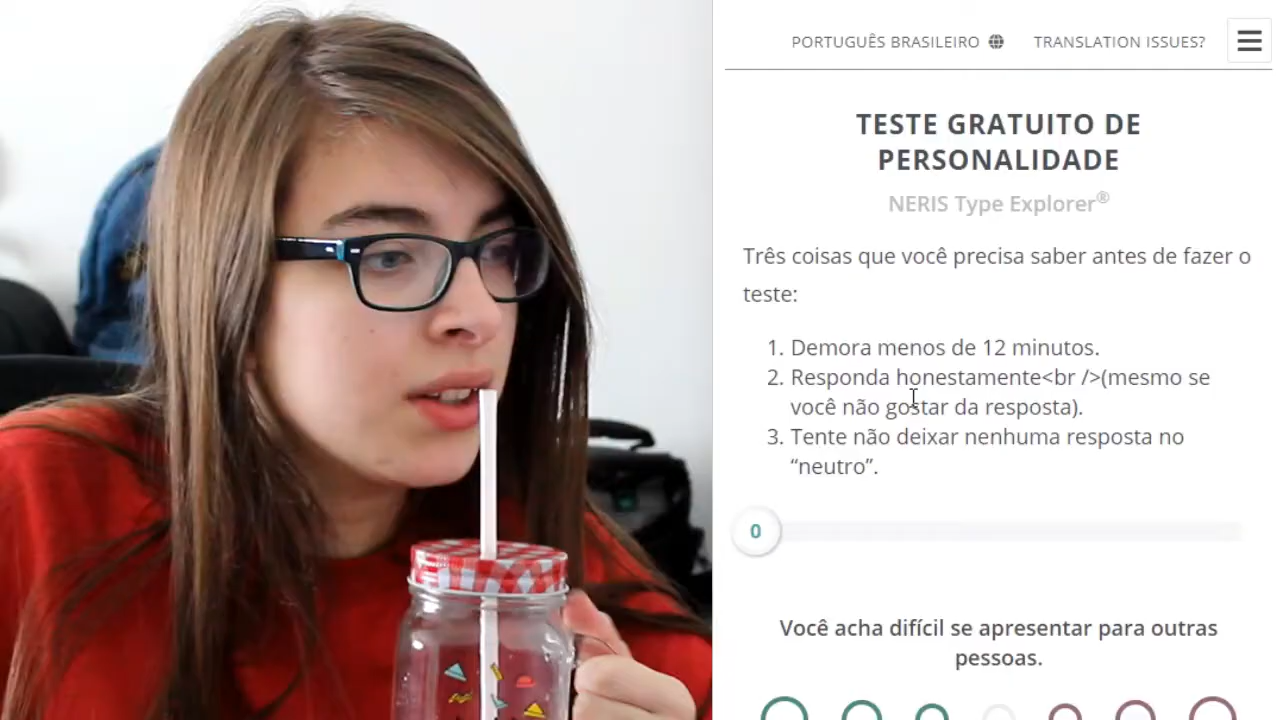 PORTUGUÊS BRASILEIRO
TRANSLATION ISSUES?
TESTE GRATUITO DE
PERSONALIDADE
NERIS Type Explorer®
Três coisas que você precisa saber antes de fazer o
teste:
1. Demora menos de 12 minutos.
2. Responda honestamente<br />(mesmo se
você não gostar da resposta).
3. Tente não deixar nenhuma resposta no
“neutro”.
0
Você acha difícil se apresentar para outras
pessoas.